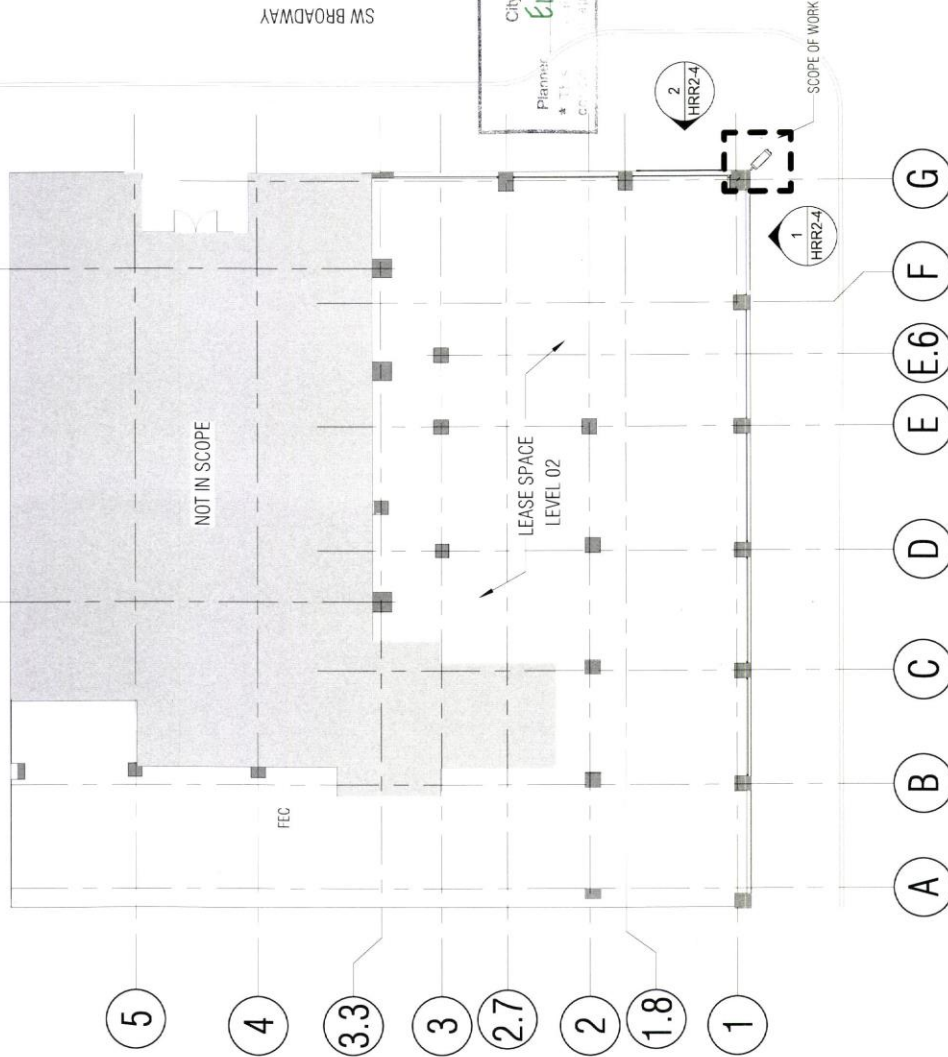 SW BROADWAY
City
Planner
2
HRR2-4
SCOPE OF WORK
1
HRR2-4
NOT IN SCOPE
LEASE SPACE
LEVEL 02
FEC
5
4
3.3
3
2.7
2
1.8
1
A
B
C
D
E
E.6
F
G